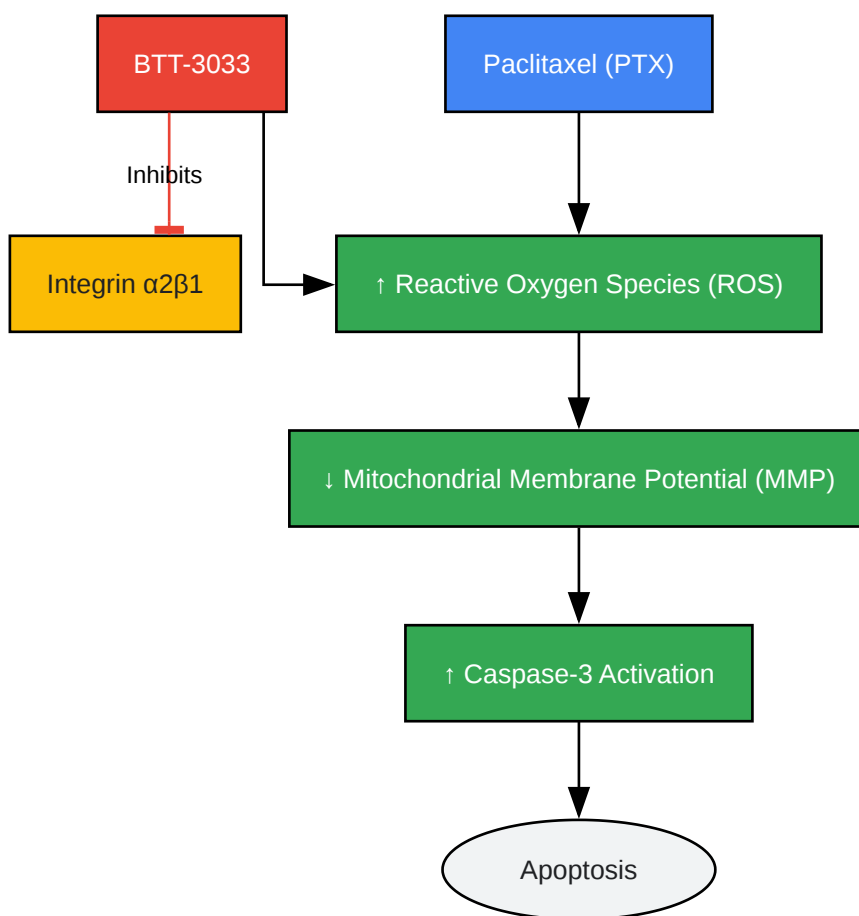 BTT-3033
Paclitaxel (PTX)
Inhibits
Integrin α2β1
↑ Reactive Oxygen Species (ROS)
↓ Mitochondrial Membrane Potential (MMP)
↑ Caspase-3 Activation
Apoptosis